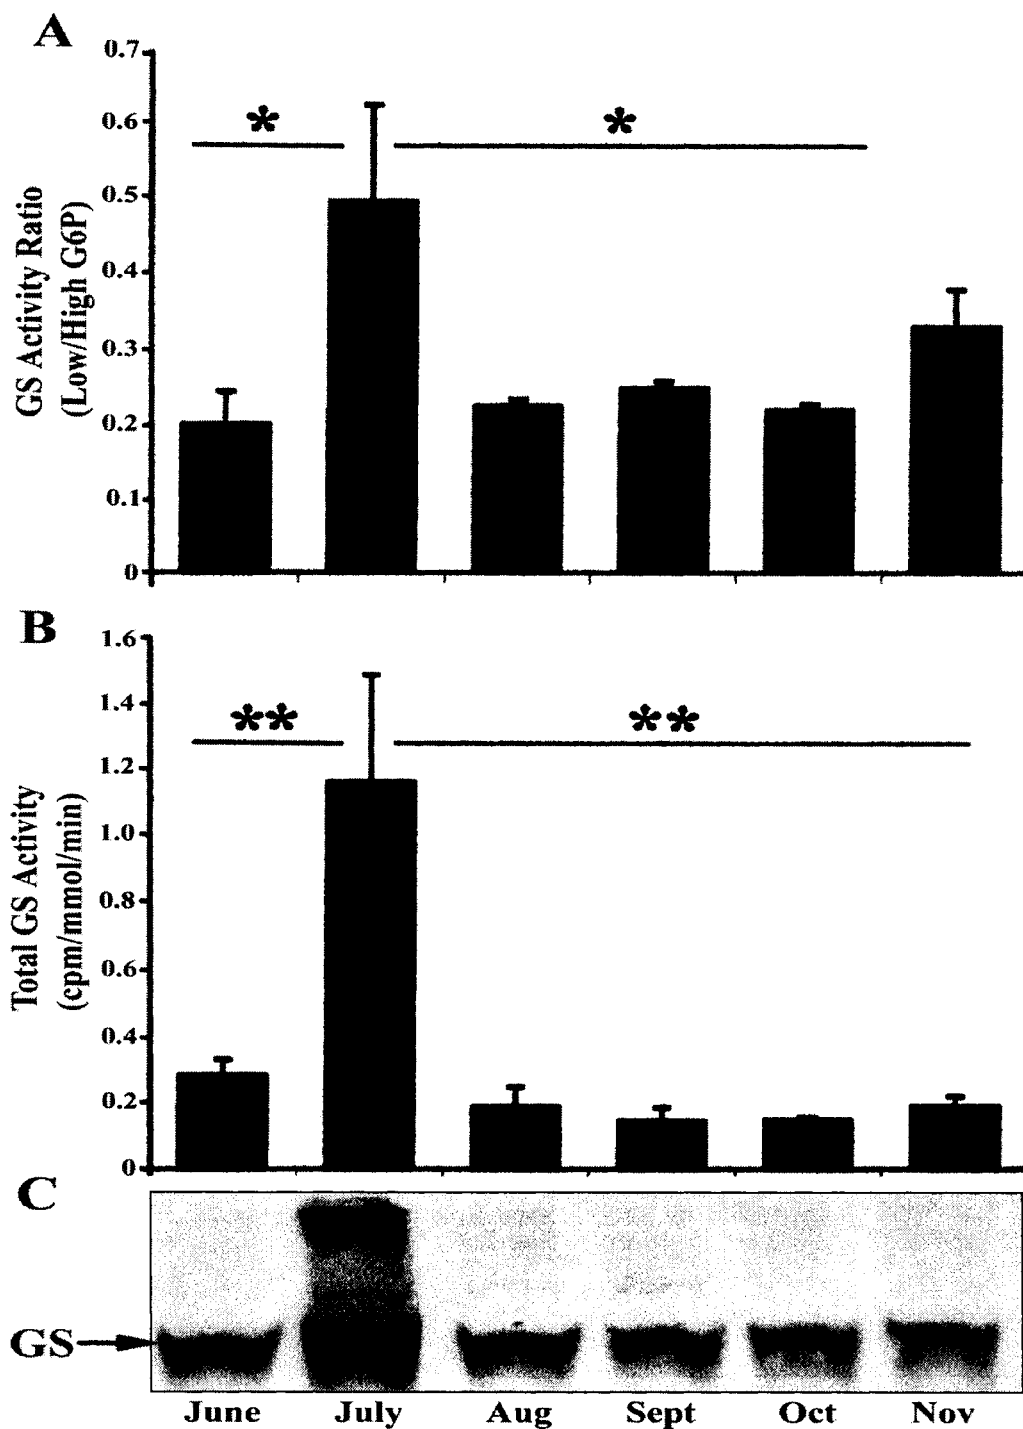 A
0.7
0.6
0.5
0.4
0.3
0.2
0.1
0
GS Activity Ratio
(Low/High G6P)
*
*
B
1.6
1.4
1.2
1.0
0.8
0.6
0.4
0.2
0
Total GS Activity
(cpm/mmol/min)
**
**
C
GS
June July Aug Sept Oct Nov